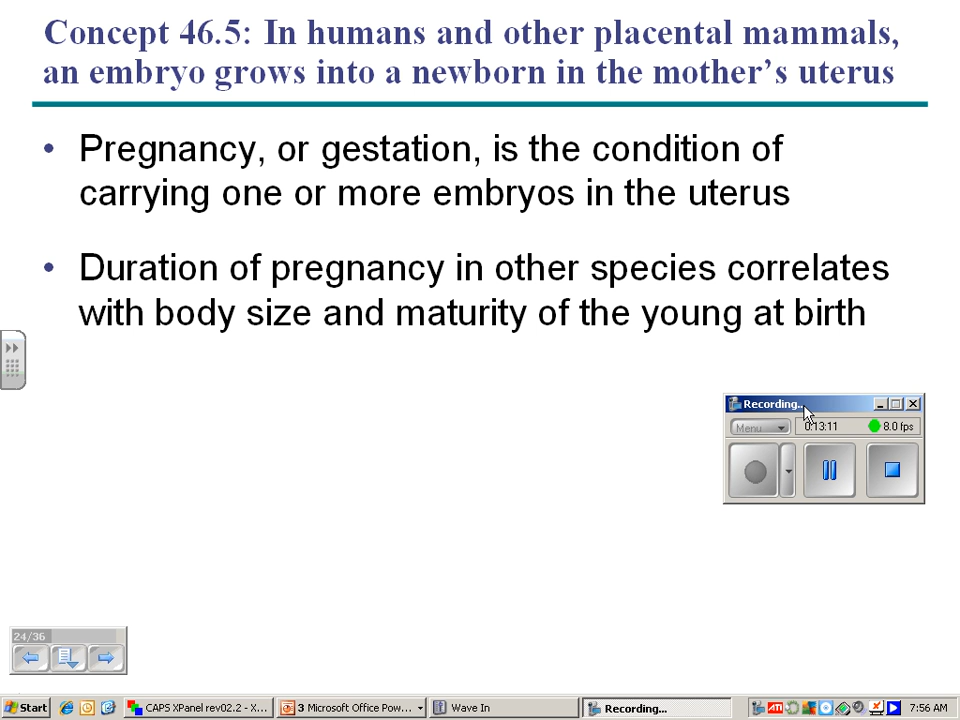 Concept 46.5: In humans and other placental mammals,
an embryo grows into a newborn in the mother's uterus
• Pregnancy, or gestation, is the condition of
carrying one or more embryos in the uterus
• Duration of pregnancy in other species correlates
with body size and maturity of the young at birth
Recording...
Menu
0:13:11
8.0 fps
24/36
Start
CAPS XPanel rev02.2 - X...
3 Microsoft Office Pow...
Wave In
Recording...
ATI
7:56 AM